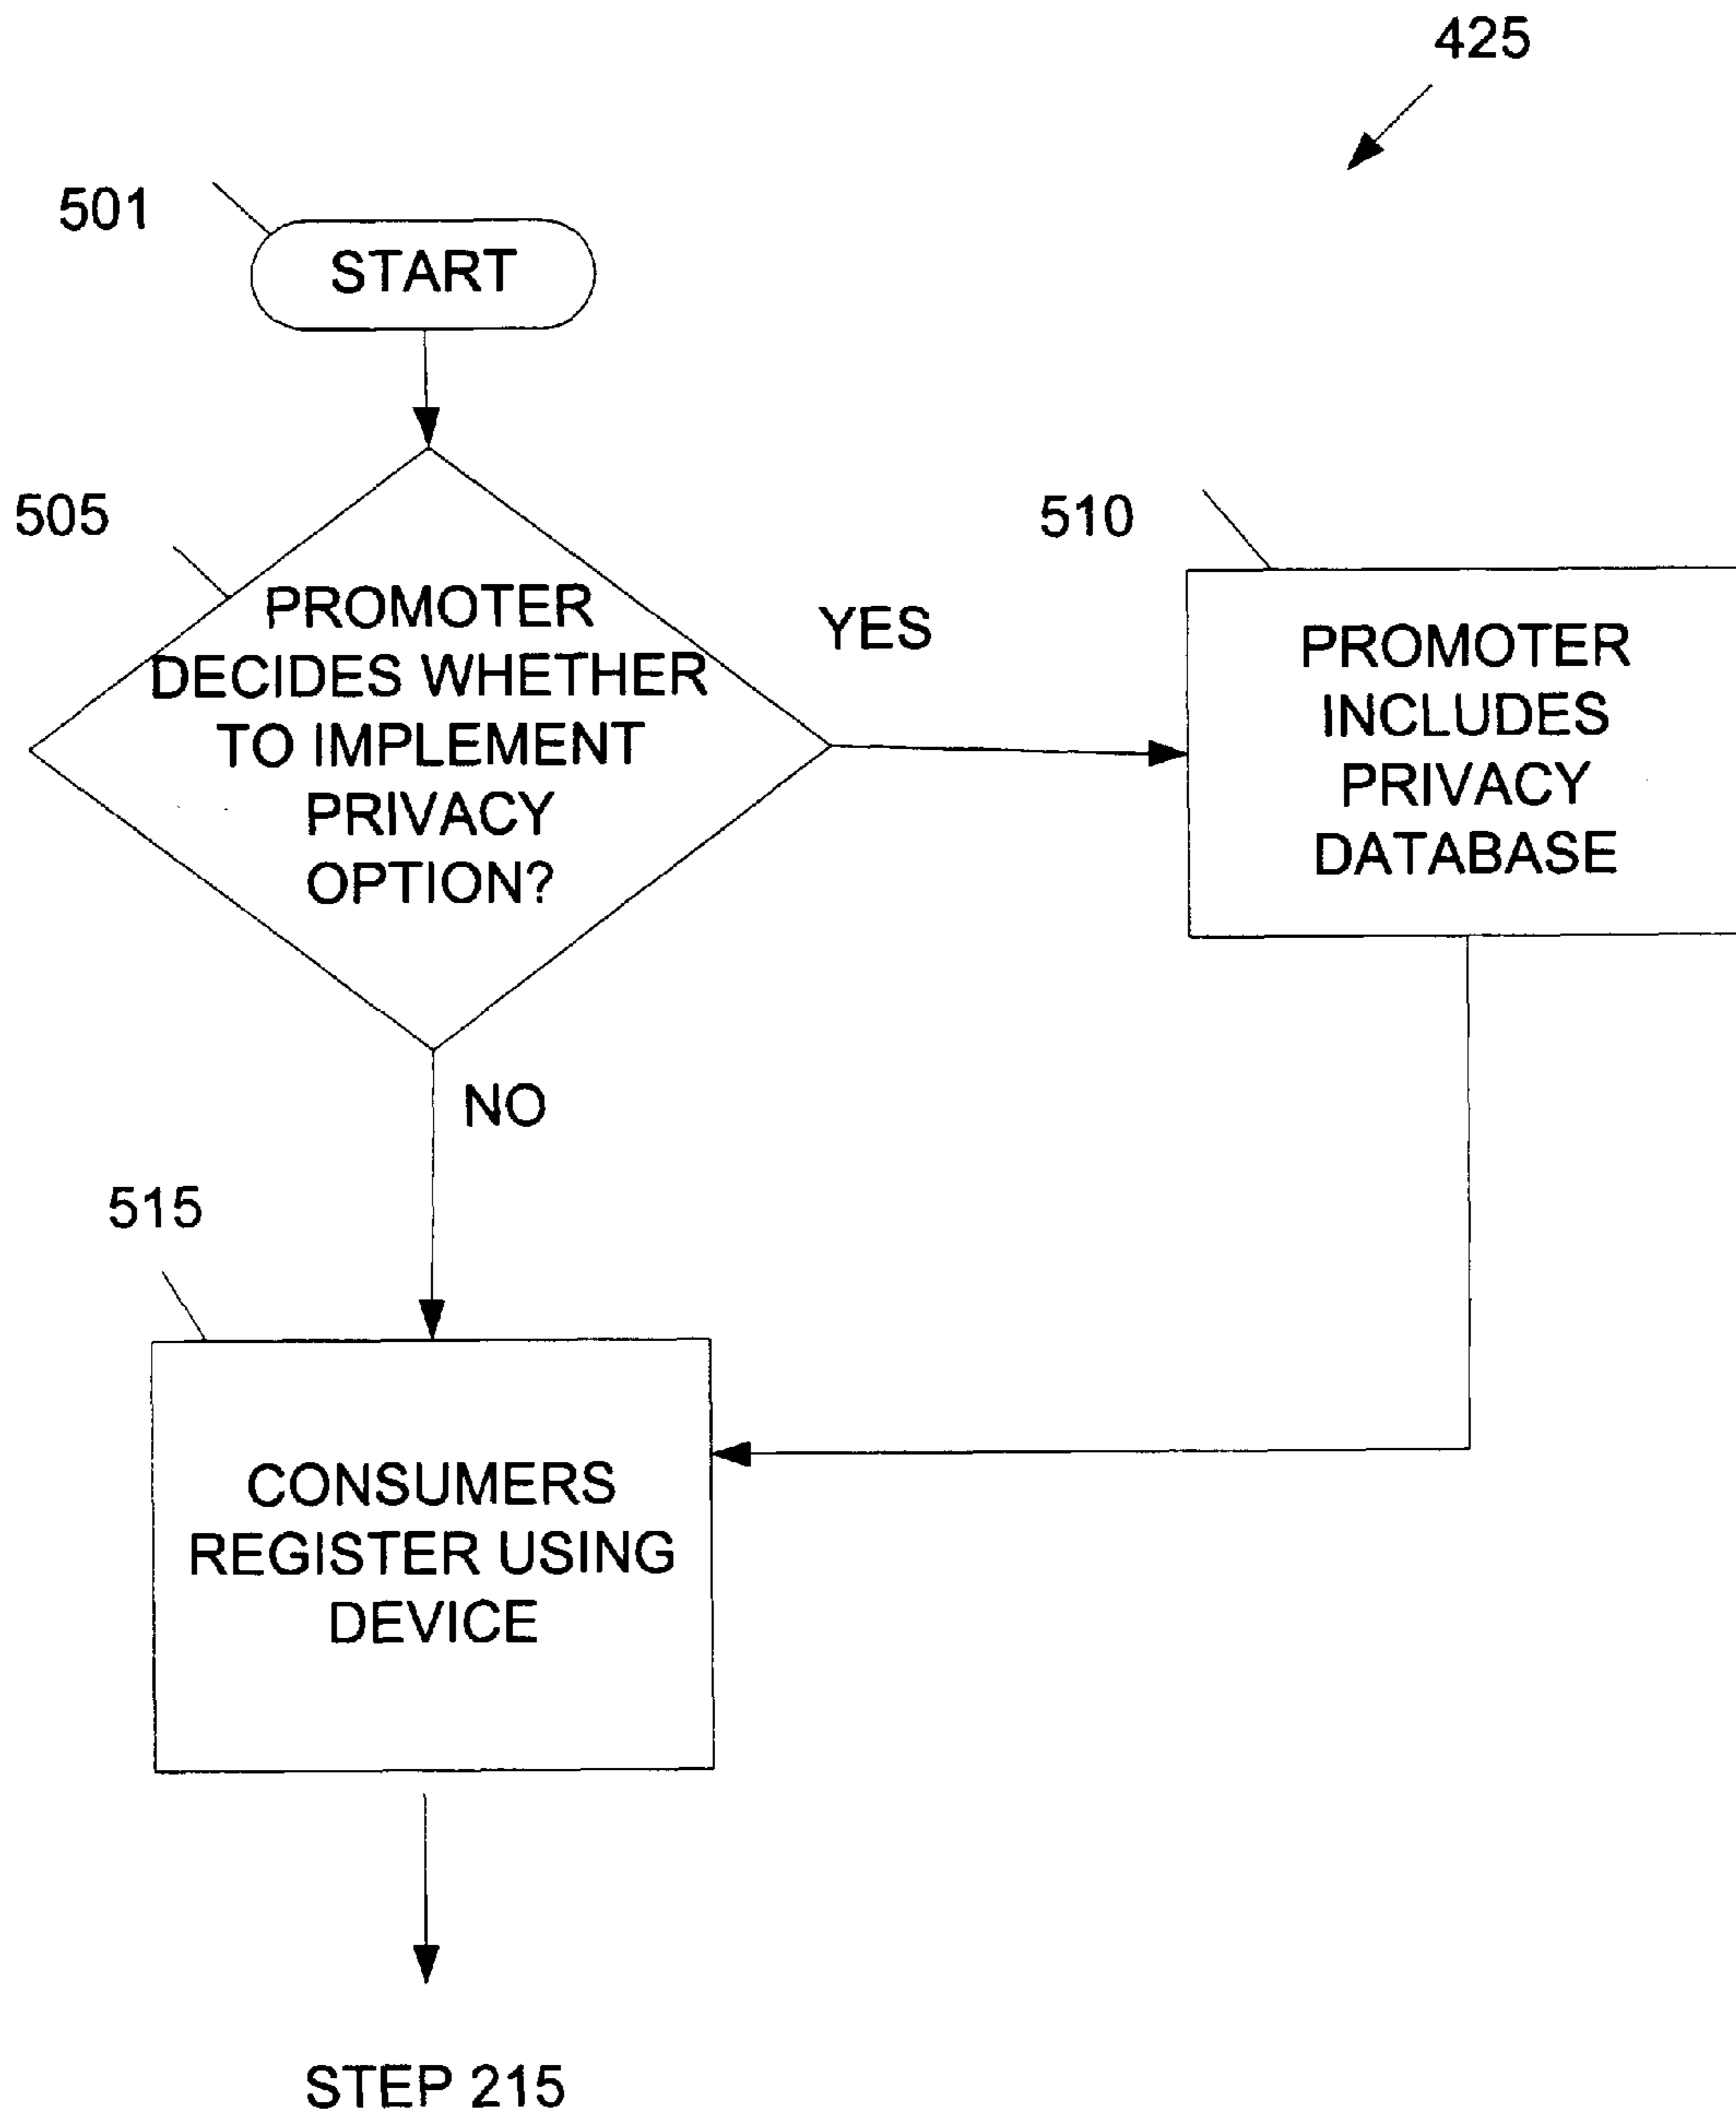 425
501
START
505
PROMOTER
DECIDES WHETHER
TO IMPLEMENT
PRIVACY
OPTION?
YES
510
PROMOTER
INCLUDES
PRIVACY
DATABASE
NO
515
CONSUMERS
REGISTER USING
DEVICE
STEP 215